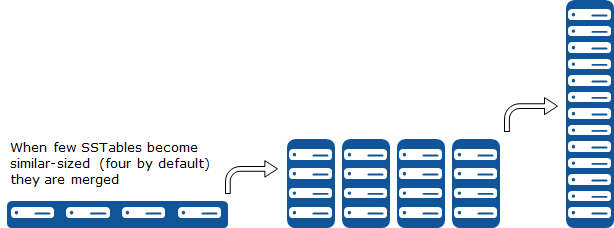 When few SSTables become
similar-sized (four by default)
they are merged